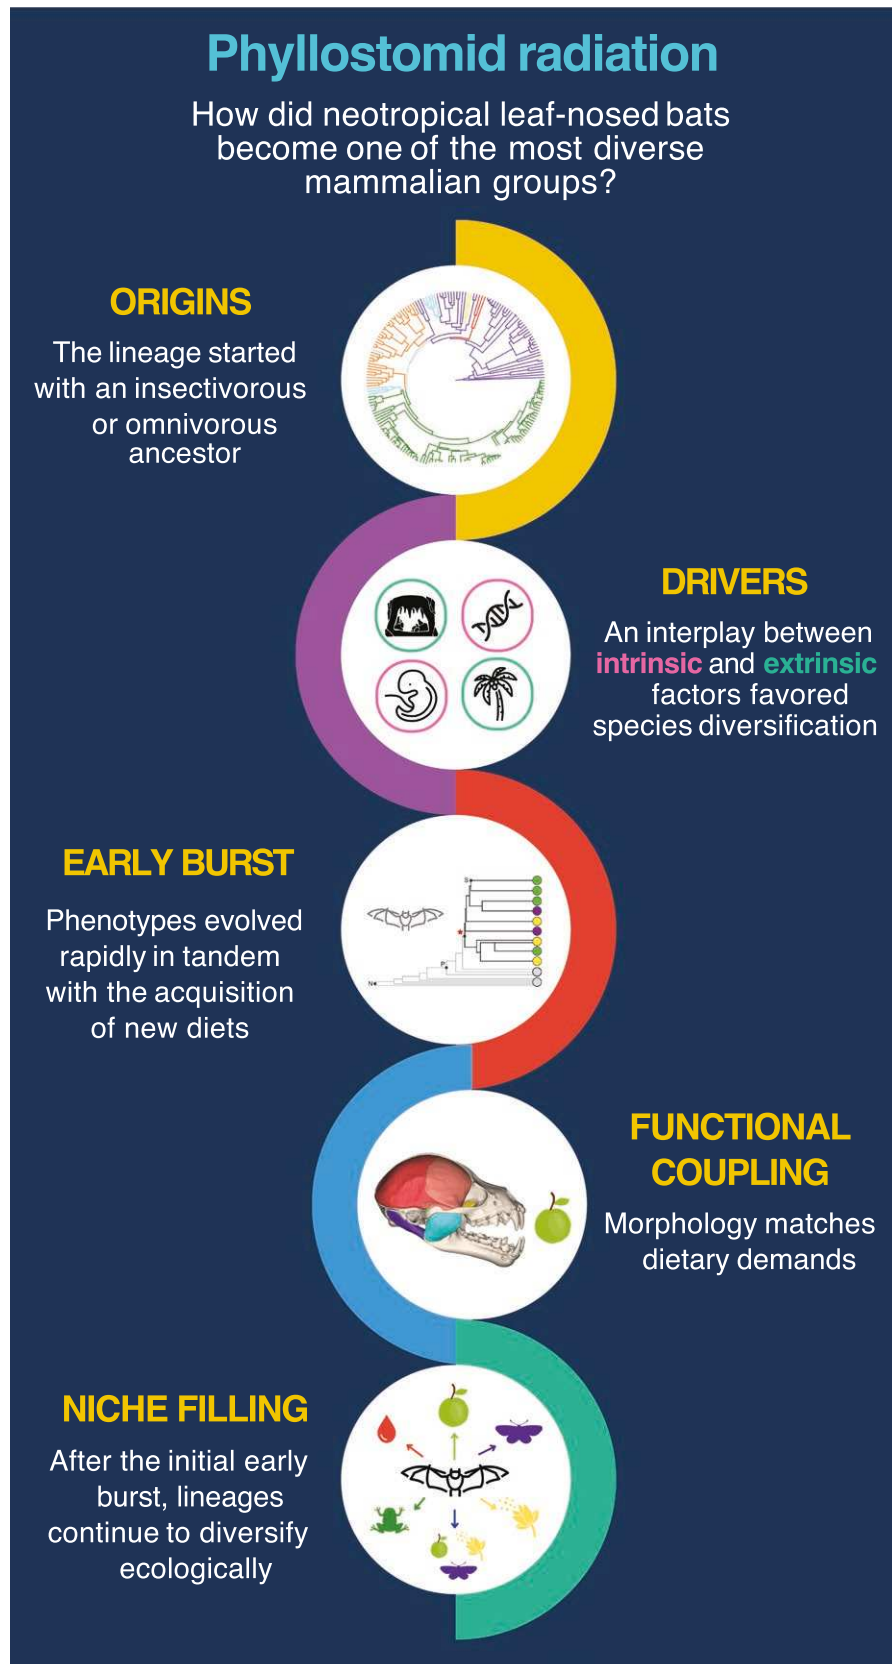 Phyllostomid radiation
How did neotropical leaf-nosed bats
become one of the most diverse
mammalian groups?
ORIGINS
The lineage started
with an insectivorous
or omnivorous
ancestor
DRIVERS
An interplay between
intrinsic and extrinsic
factors favored
species diversification
EARLY BURST
Phenotypes evolved
rapidly in tandem
with the acquisition
of new diets
S
P
N
FUNCTIONAL
COUPLING
Morphology matches
dietary demands
NICHE FILLING
After the initial early
burst, lineages
continue to diversify
ecologically